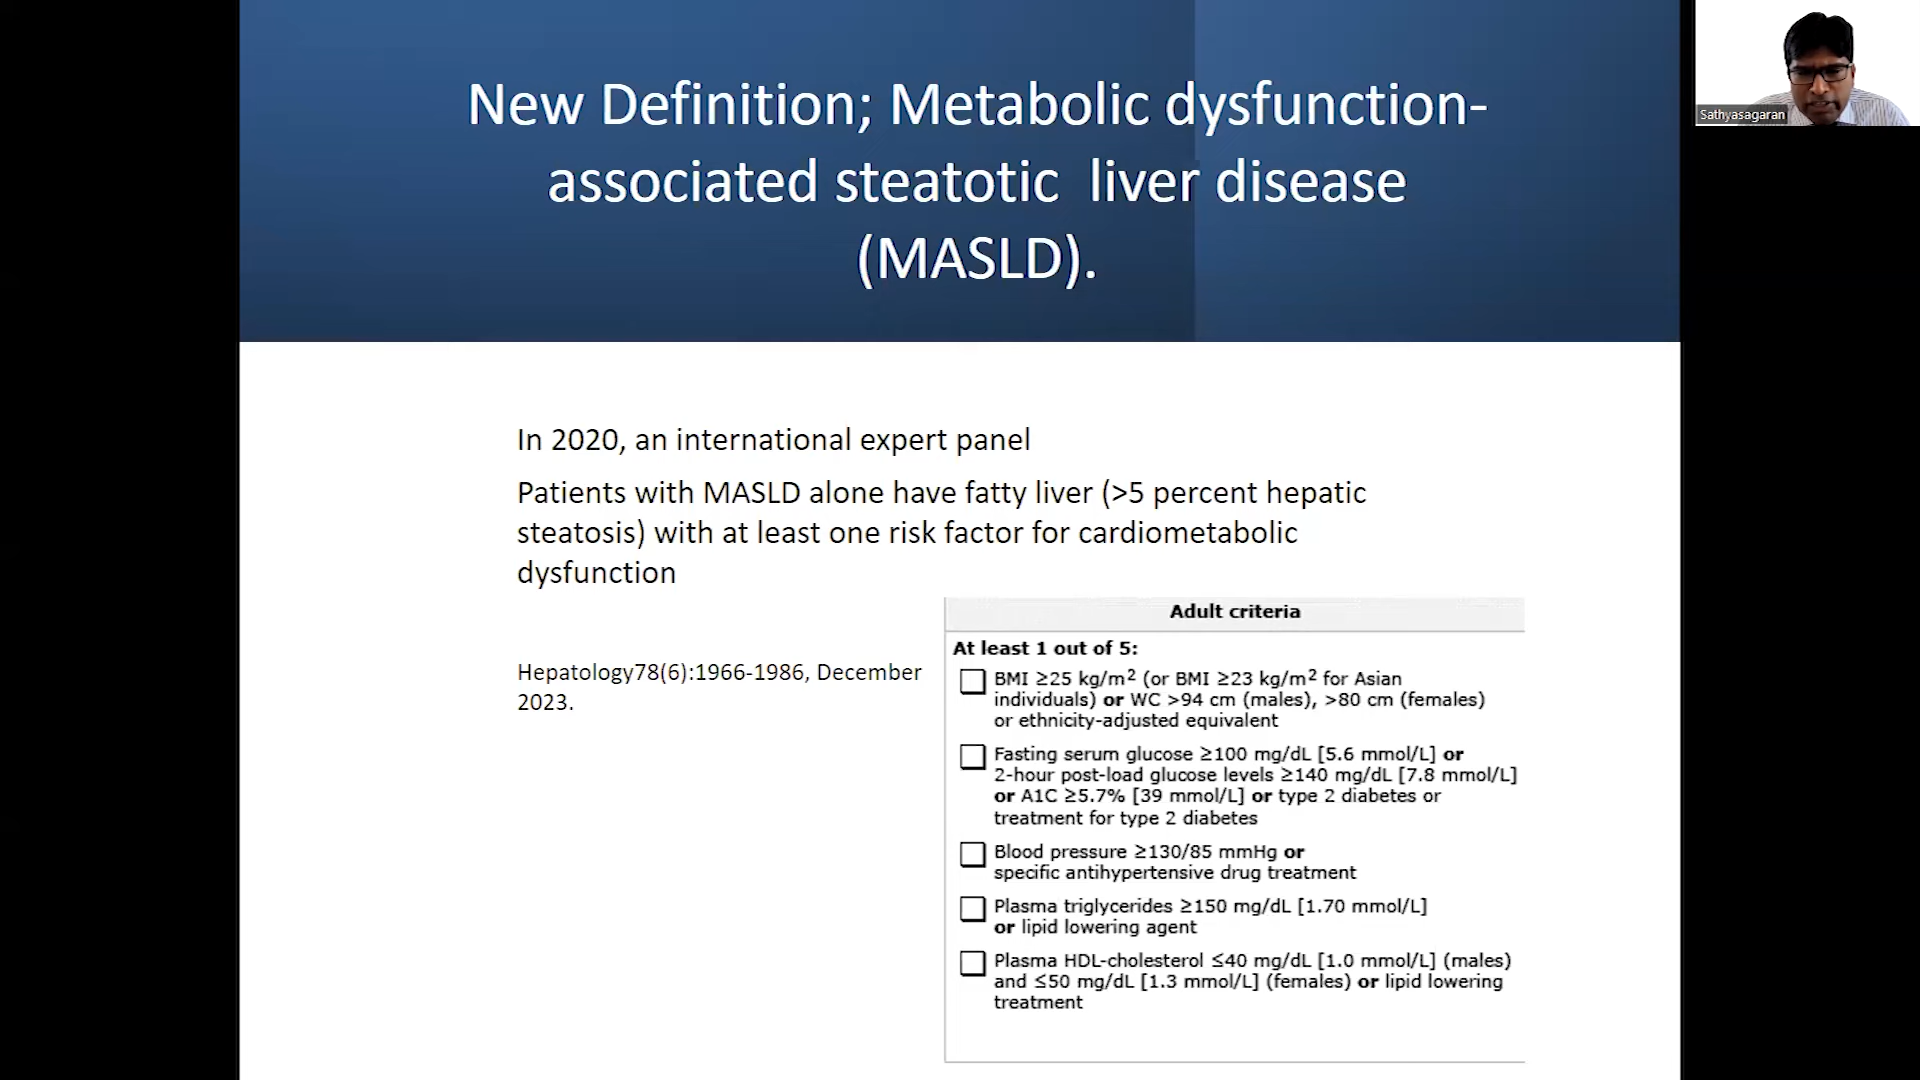 New Definition; Metabolic dysfunction-
associated steatotic liver disease
(MASLD).
Sathyasagaran
In 2020, an international expert panel
Patients with MASLD alone have fatty liver (>5 percent hepatic
steatosis) with at least one risk factor for cardiometabolic
dysfunction
Hepatology78(6):1966-1986, December
2023.
Adult criteria
At least 1 out of 5:
BMI ≥25 kg/m² (or BMI ≥23 kg/m² for Asian
individuals) or WC >94 cm (males), >80 cm (females)
or ethnicity-adjusted equivalent
Fasting serum glucose ≥100 mg/dL [5.6 mmol/L] or
2-hour post-load glucose levels ≥140 mg/dL [7.8 mmol/L]
or A1C ≥5.7% [39 mmol/L] or type 2 diabetes or
treatment for type 2 diabetes
Blood pressure ≥130/85 mmHg or
specific antihypertensive drug treatment
Plasma triglycerides ≥150 mg/dL [1.70 mmol/L]
or lipid lowering agent
Plasma HDL-cholesterol ≤40 mg/dL [1.0 mmol/L] (males)
and ≤50 mg/dL [1.3 mmol/L] (females) or lipid lowering
treatment